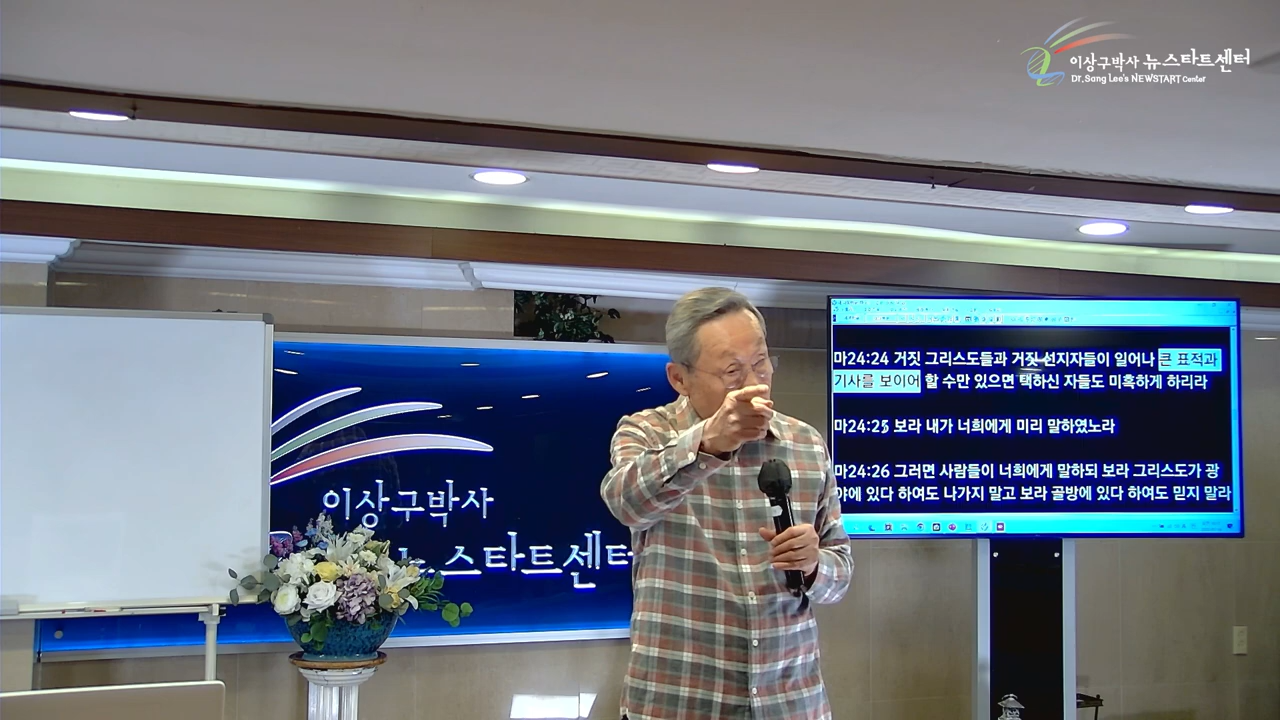 이상구박사 뉴스타트센터
Dr. Sang Lee's NEWSTART Center
마24:24 거짓 그리스도들과 거짓 선지자들이 일어나 큰 표적과
기사를 보이어 할 수만 있으면 택하신 자들도 미혹하게 하리라
마24:25 보라 내가 너희에게 미리 말하였노라
마24:26 그러면 사람들이 너희에게 말하되 보라 그리스도가 광
야에 있다 하여도 나가지 말고 보라 골방에 있다 하여도 믿지 말라
이상구박사
뉴스타트센터